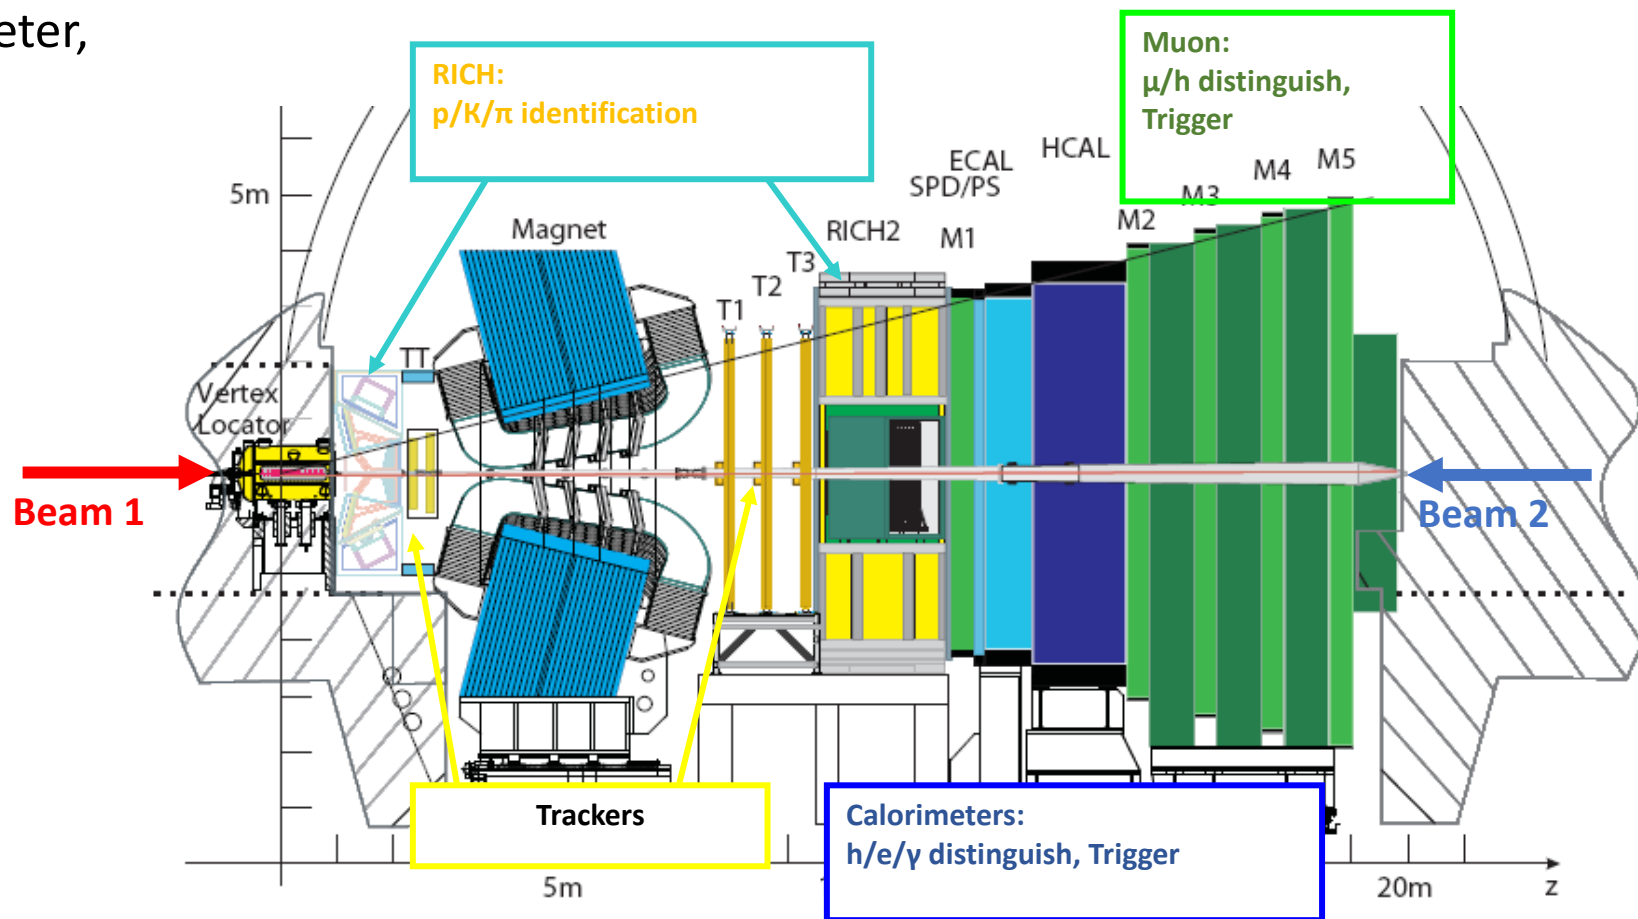 eter,
RICH:
p/K/π identification
Muon:
μ/h distinguish,
Trigger
HCAL
ECAL
SPD/PS
M5
M4
M3
M2
5m
Magnet
RICH2
M1
T3
T2
T1
TT
Vertex
Locator
Beam 1
Beam 2
Trackers
Calorimeters:
h/e/γ distinguish, Trigger
5m
20m
z